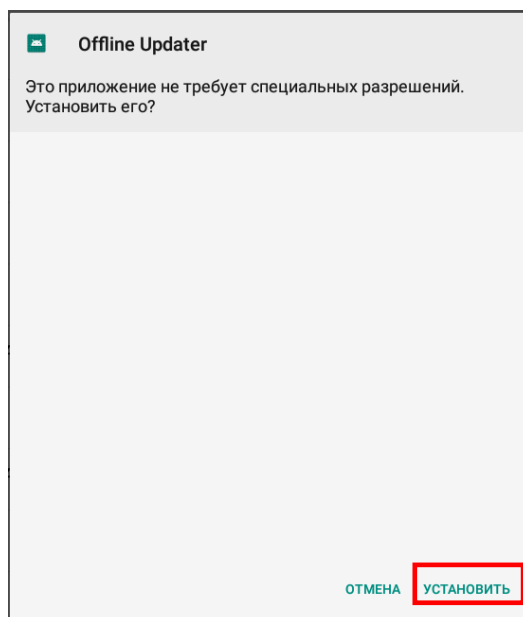 Offline Updater
Это приложение не требует специальных разрешений.
Установить его?
ОТМЕНА УСТАНОВИТЬ